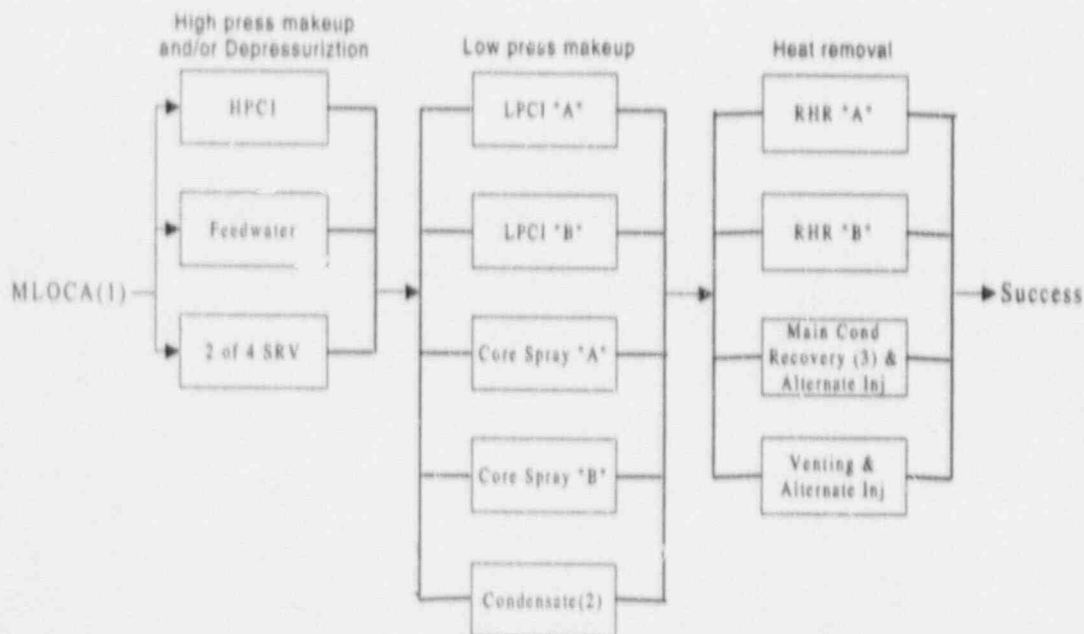 High press makeup
and/or Depressuriztion
HPCI
Feedwater
2 of 4 SRV
MLOCA(1)
Low press makeup
LPCI "A"
LPCI "B"
Core Spray "A"
Core Spray "B"
Condensate(2)
Heat removal
RHR "A"
RHR "B"
Main Cond
Recovery (3) &
Alternate Inj
Venting &
Alternate Inj
Success